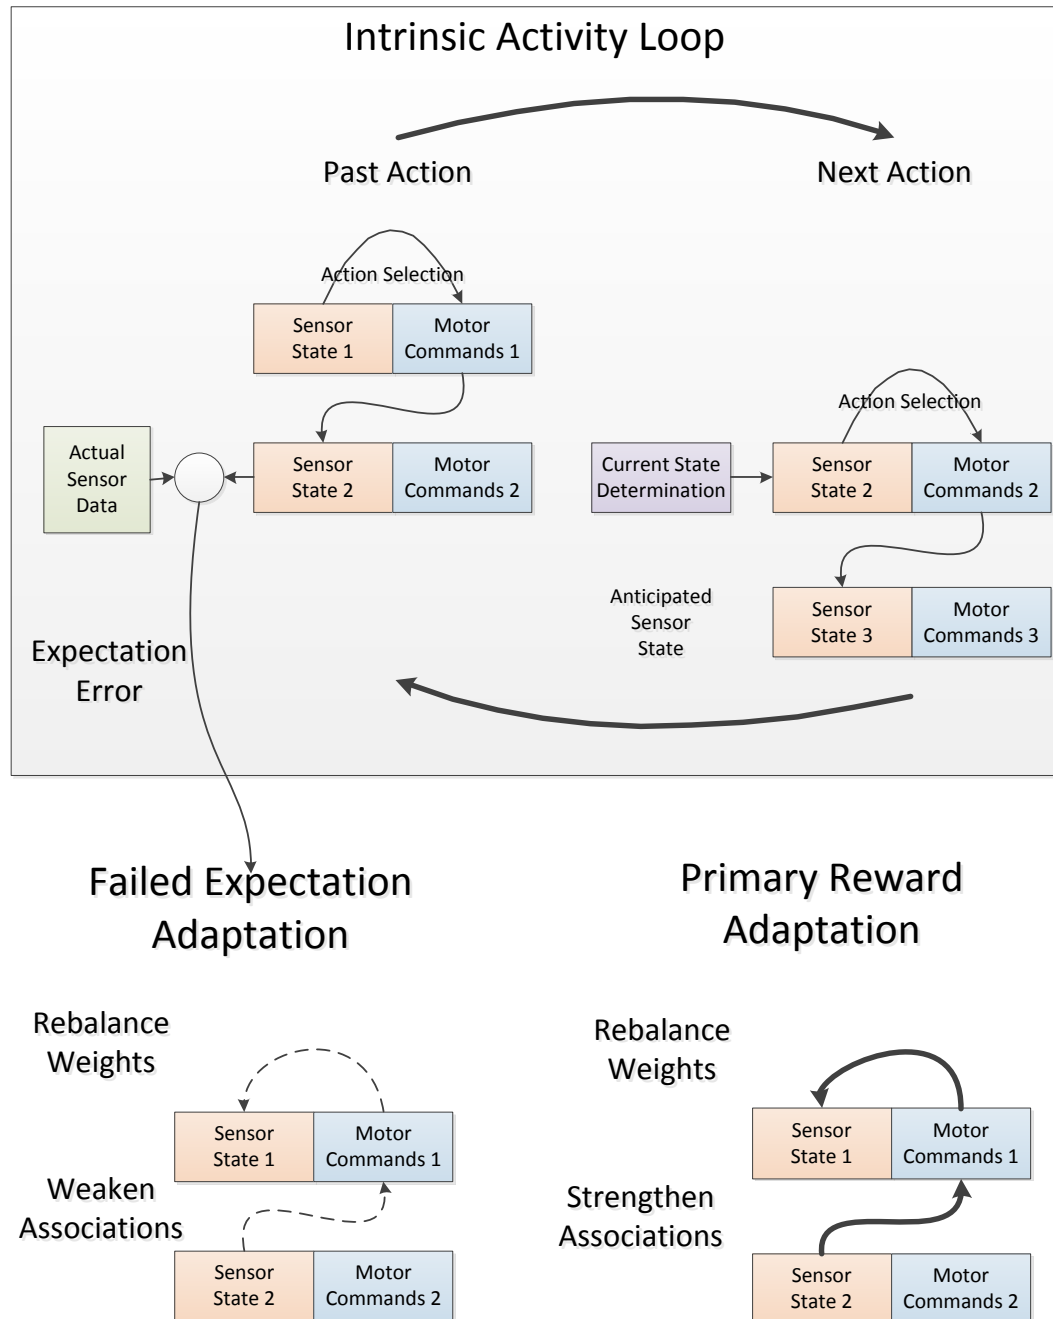 Intrinsic Activity Loop
Past Action
Next Action
Action Selection
Sensor
State 1
Motor
Commands 1
Action Selection
Actual
Sensor
Data
Sensor
State 2
Motor
Commands 2
Current State
Determination
Sensor
State 2
Motor
Commands 2
Anticipated
Sensor
State
Sensor
State 3
Motor
Commands 3
Expectation
Error
Failed Expectation
Adaptation
Primary Reward
Adaptation
Rebalance
Weights
Sensor
State 1
Motor
Commands 1
Weaken
Associations
Sensor
State 2
Motor
Commands 2
Rebalance
Weights
Sensor
State 1
Motor
Commands 1
Strengthen
Associations
Sensor
State 2
Motor
Commands 2